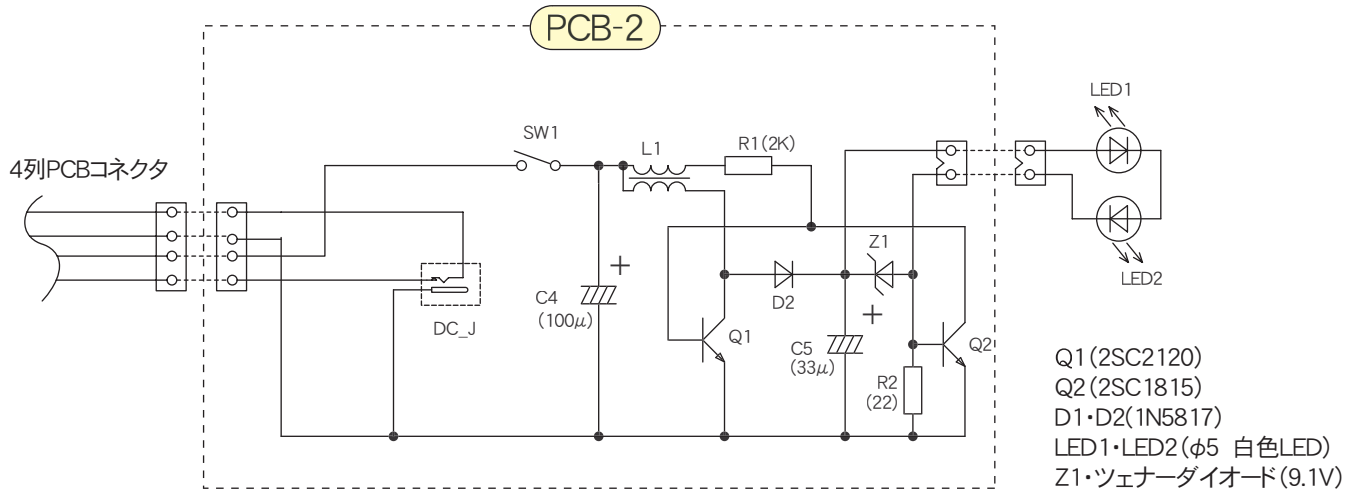 PCB-2
LED1
SW1
L1
R1(2K)
4列PCBコネクタ
Z1
LED2
+
D2
C4
(100μ)
+
DC_J
Q1
C5
(33μ)
Q2
R2
(22)
Q1(2SC2120)
Q2(2SC1815)
D1・D2(1N5817)
LED1・LED2(φ5 白色LED)
Z1・ツェナーダイオード(9.1V)